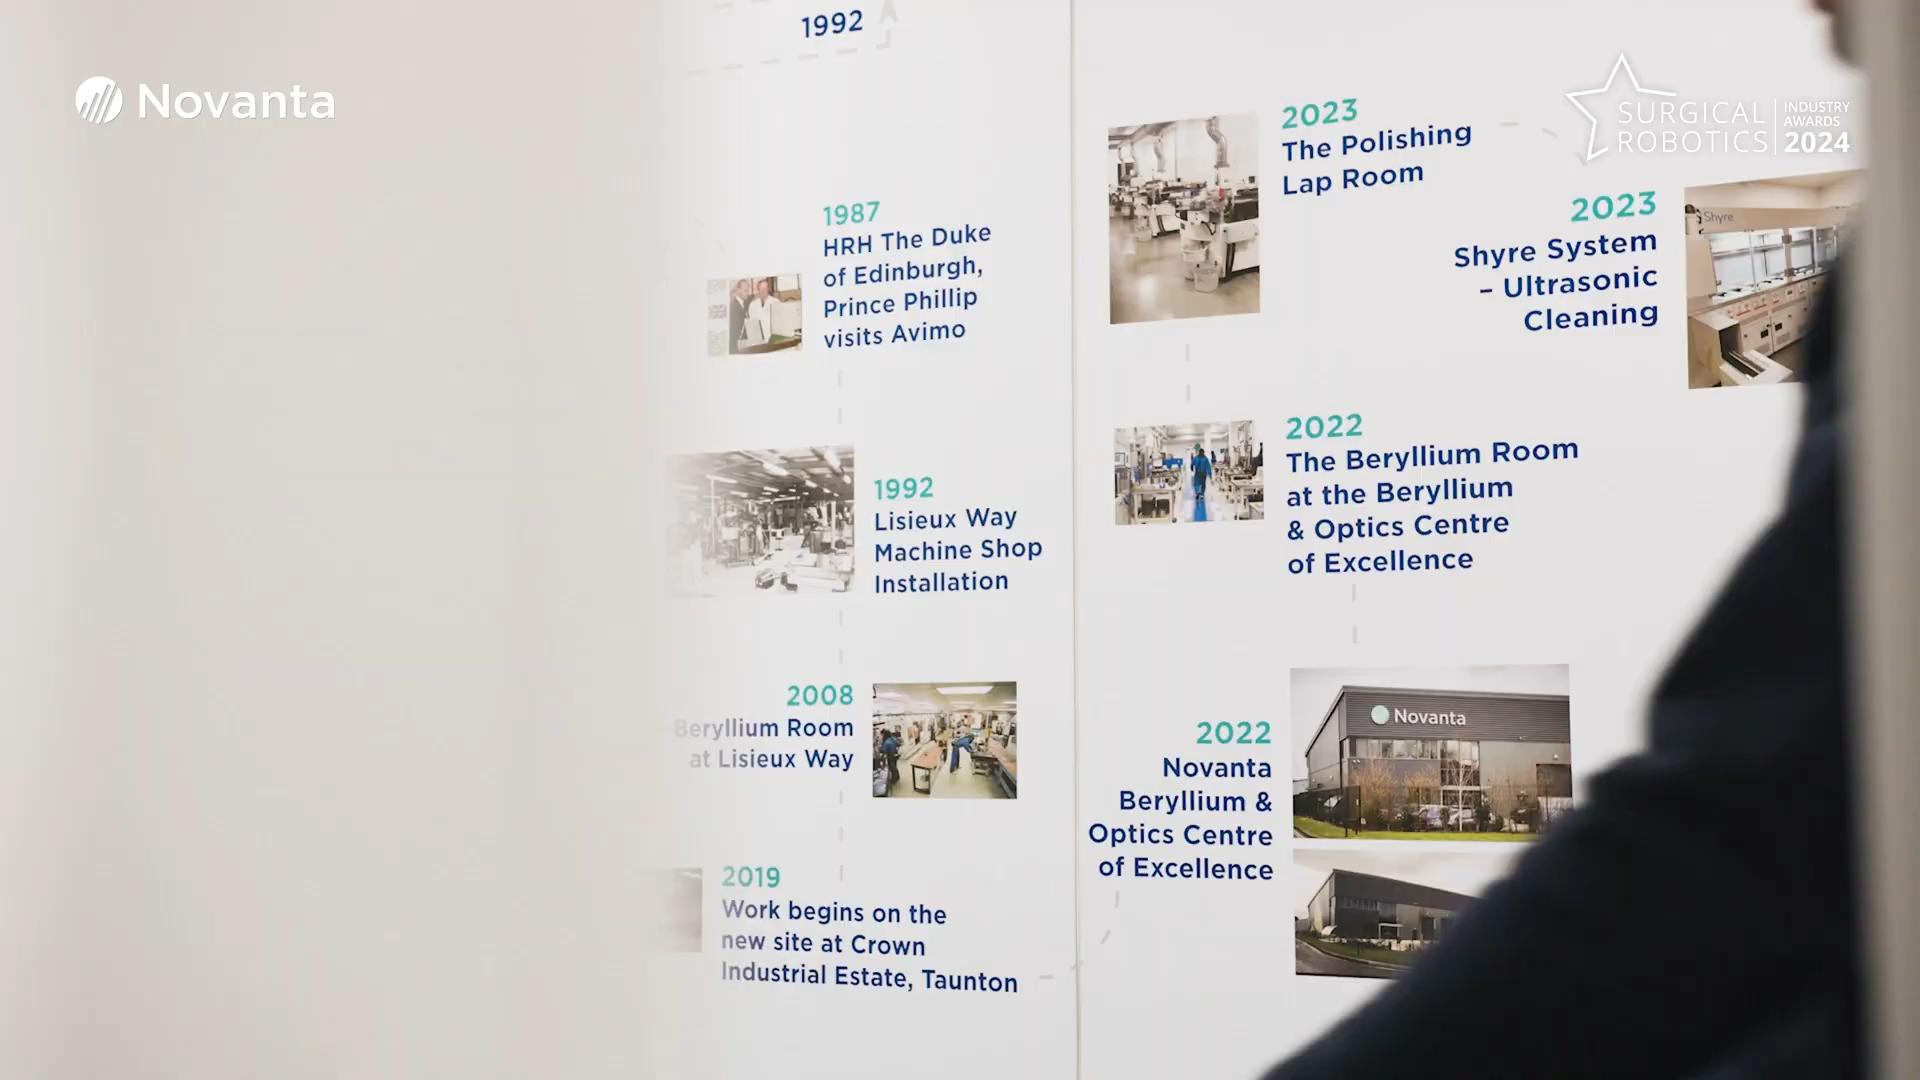 1992
Novanta
SURGICAL
ROBOTICS
INDUSTRY
AWARDS
2024
1987
HRH The Duke
of Edinburgh,
Prince Phillip
visits Avimo
1992
Lisieux Way
Machine Shop
Installation
2008
Beryllium Room
at Lisieux Way
2019
Work begins on the
new site at Crown
Industrial Estate, Taunton
2023
The Polishing
Lap Room
2023
Shyre System
– Ultrasonic
Cleaning
Shyre
2022
The Beryllium Room
at the Beryllium
& Optics Centre
of Excellence
2022
Novanta
Beryllium &
Optics Centre
of Excellence
Novanta